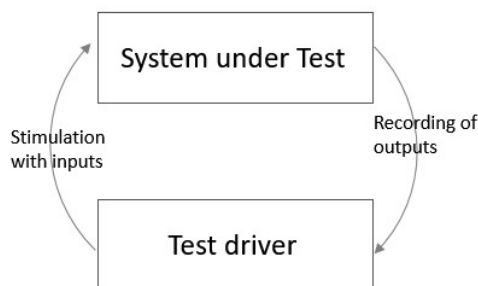 System under Test
Stimulation
with inputs
Recording of
outputs
Test driver